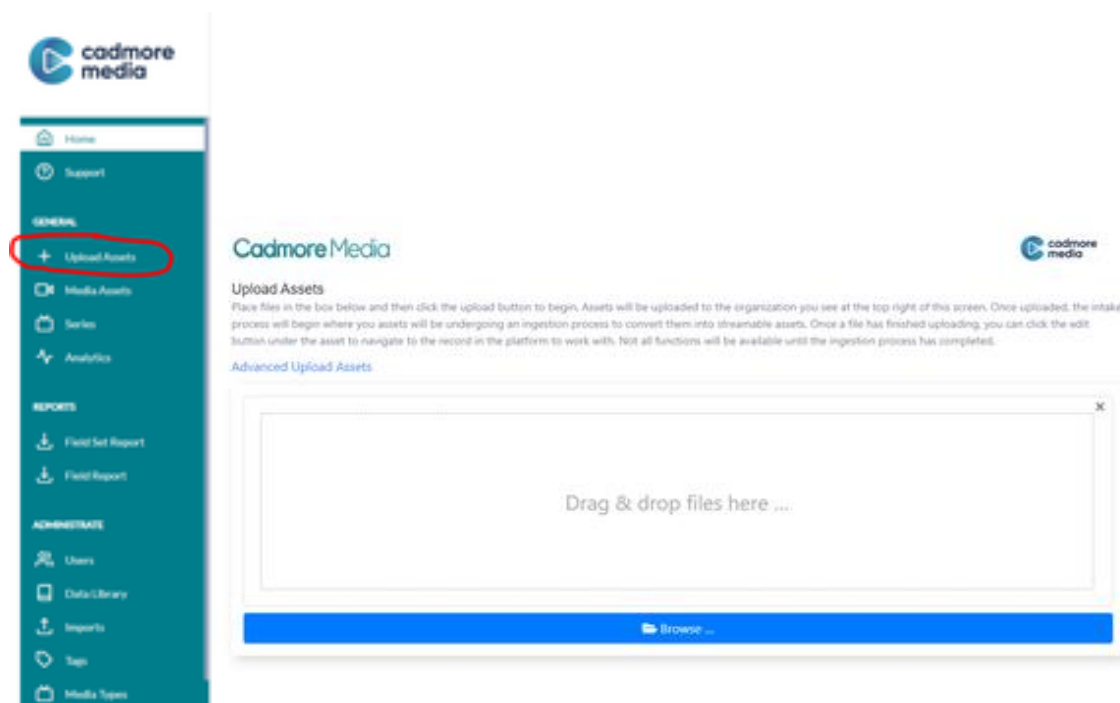 cadmore
media
Home
Support
GENERAL
+ Upload Assets
Media Assets
Series
Analytics
REPORTS
Field Set Report
Field Report
ADMINISTRATE
Users
Data Library
Imports
Tags
Media Types
Cadmore Media
cadmore
media
Upload Assets
Place files in the box below and then click the upload button to begin. Assets will be uploaded to the organization you see at the top right of this screen. Once uploaded, the intake
process will begin where you assets will be undergoing an ingestion process to convert them into streamable assets. Once a file has finished uploading, you can click the edit
button under the asset to navigate to the record in the platform to work with. Not all functions will be available until the ingestion process has completed.
Advanced Upload Assets
×
Drag & drop files here ...
Browse ...